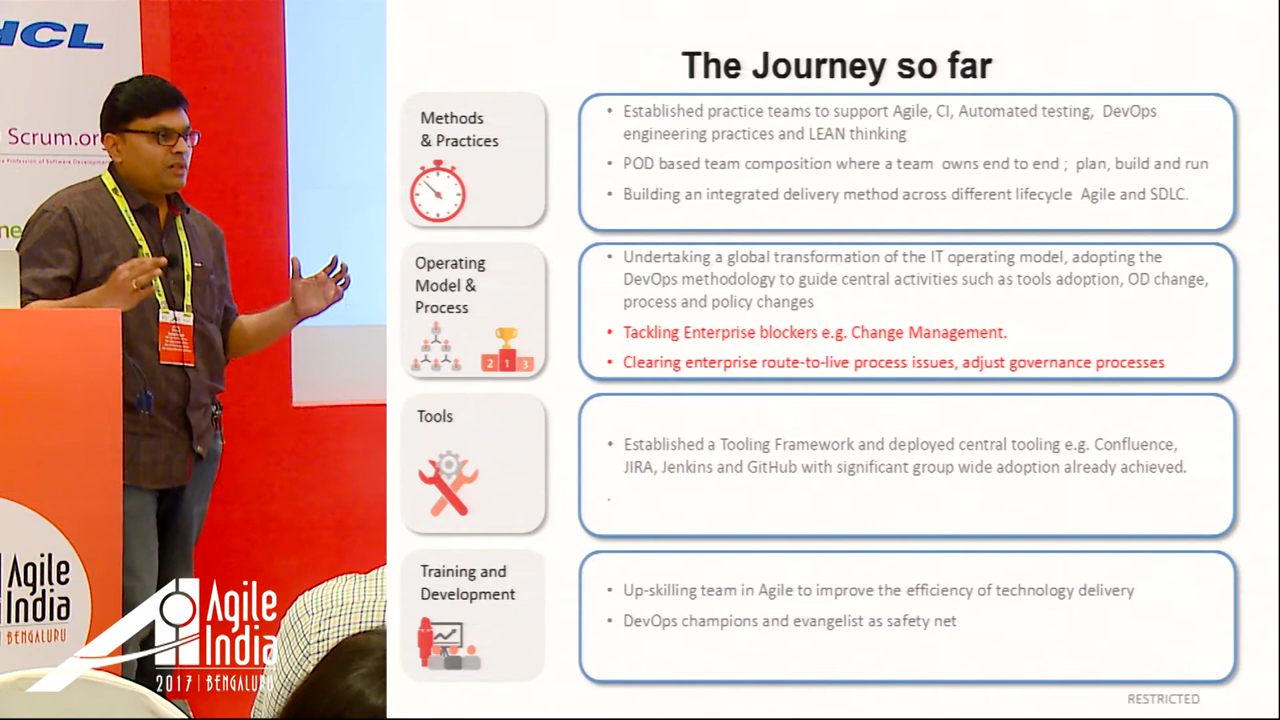 HCL
Scrum.org
The Journey so far
Methods
& Practices
• Established practice teams to support Agile, CI, Automated testing, DevOps
engineering practices and LEAN thinking
• POD based team composition where a team owns end to end ; plan, build and run
• Building an integrated delivery method across different lifecycle Agile and SDLC.
Operating
Model &
Process
2 1 3
• Undertaking a global transformation of the IT operating model, adopting the
DevOps methodology to guide central activities such as tools adoption, OD change,
process and policy changes
• Tackling Enterprise blockers e.g. Change Management.
• Clearing enterprise route-to-live process issues, adjust governance processes
Tools
• Established a Tooling Framework and deployed central tooling e.g. Confluence,
JIRA, Jenkins and GitHub with significant group wide adoption already achieved.
.
Training and
Development
• Up-skilling team in Agile to improve the efficiency of technology delivery
• DevOps champions and evangelist as safety net
RESTRICTED
Agile
India
BENGALURU
Agile
India
2017 | BENGALURU